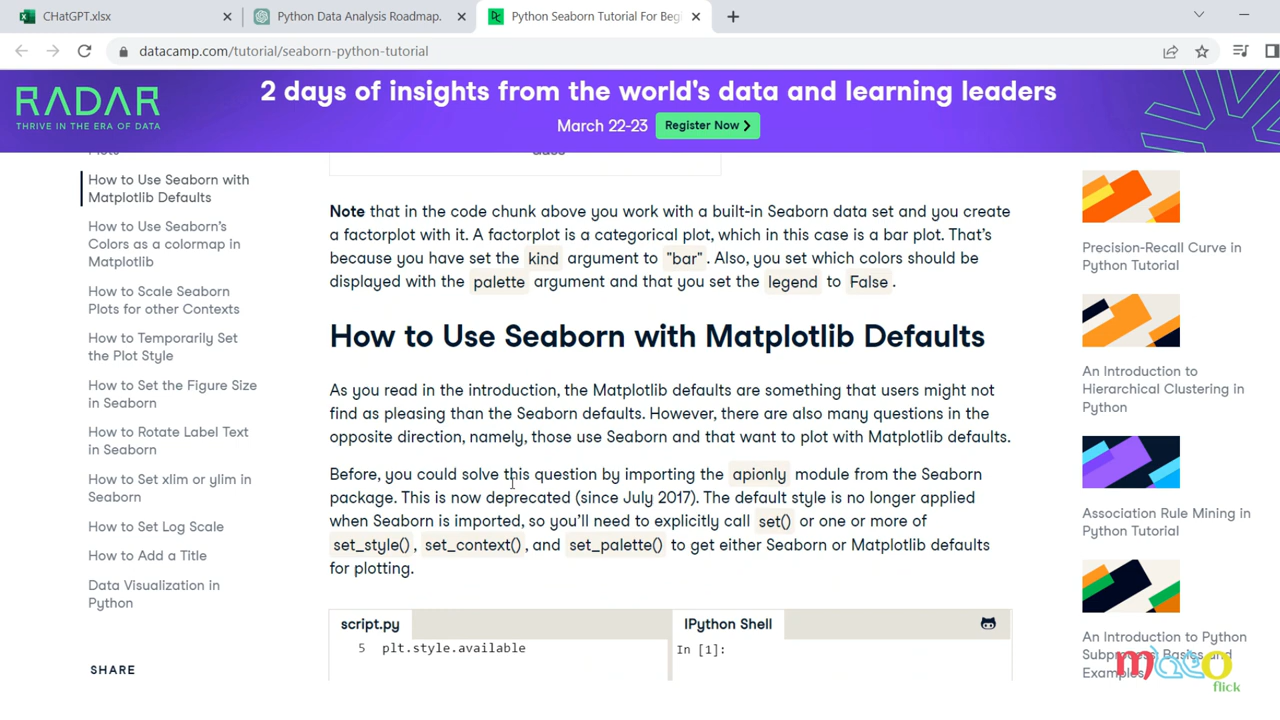 CHatGPT.xlsx
Python Data Analysis Roadmap.
Python Seaborn Tutorial For Beg
datacamp.com/tutorial/seaborn-python-tutorial
RADAR
THRIVE IN THE ERA OF DATA
2 days of insights from the world's data and learning leaders
March 22-23
Register Now
Plots
How to Use Seaborn with
Matplotlib Defaults
How to Use Seaborn’s
Colors as a colormap in
Matplotlib
How to Scale Seaborn
Plots for other Contexts
How to Temporarily Set
the Plot Style
How to Set the Figure Size
in Seaborn
How to Rotate Label Text
in Seaborn
How to Set xlim or ylim in
Seaborn
How to Set Log Scale
How to Add a Title
Data Visualization in
Python
SHARE
Note that in the code chunk above you work with a built-in Seaborn data set and you create
a factorplot with it. A factorplot is a categorical plot, which in this case is a bar plot. That’s
because you have set the kind argument to "bar". Also, you set which colors should be
displayed with the palette argument and that you set the legend to False.
How to Use Seaborn with Matplotlib Defaults
As you read in the introduction, the Matplotlib defaults are something that users might not
find as pleasing than the Seaborn defaults. However, there are also many questions in the
opposite direction, namely, those use Seaborn and that want to plot with Matplotlib defaults.
Before, you could solve this question by importing the apionly module from the Seaborn
package. This is now deprecated (since July 2017). The default style is no longer applied
when Seaborn is imported, so you’ll need to explicitly call set() or one or more of
set_style(), set_context(), and set_palette() to get either Seaborn or Matplotlib defaults
for plotting.
script.py
IPython Shell
5 plt.style.available
In [1]:
Precision-Recall Curve in
Python Tutorial
An Introduction to
Hierarchical Clustering in
Python
Association Rule Mining in
Python Tutorial
An Introduction to Python
Subprocess: Basics and
Examples
flick